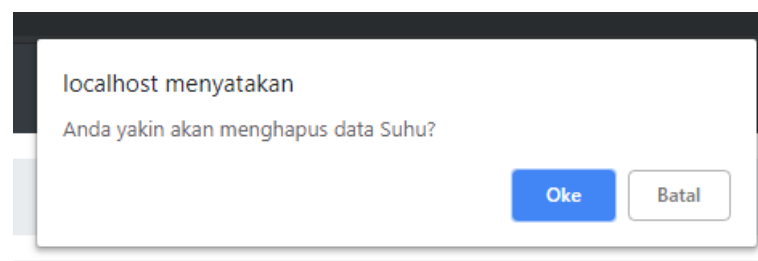 localhost menyatakan
Anda yakin akan menghapus data Suhu?
Oke Batal